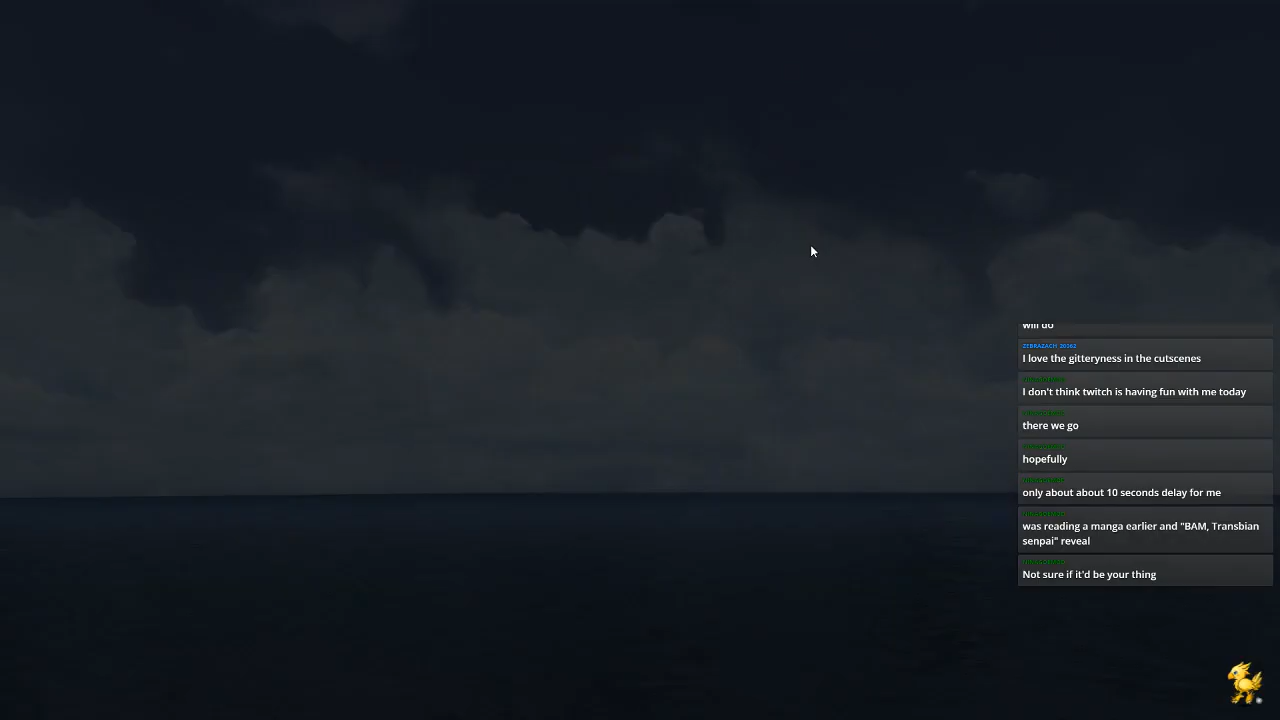 will do
ZEBRAZACH_30362
I love the gitteryness in the cutscenes
I don't think twitch is having fun with me today
there we go
hopefully
only about about 10 seconds delay for me
was reading a manga earlier and "BAM, Transbian
senpai" reveal
Not sure if it'd be your thing